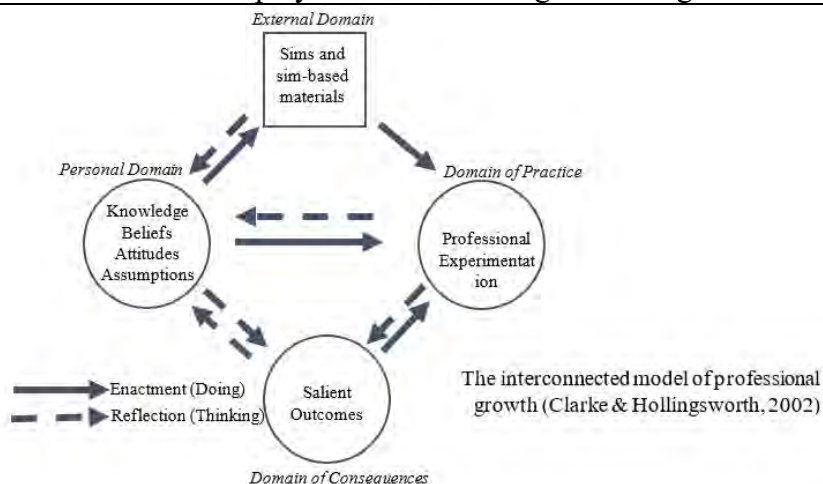 External Domain
Sims and
sim-based
materials
Personal Domain
Domain of Practice
Knowledge
Beliefs
Attitudes
Assumptions
Professional
Experimentat
ion
Enactment (Doing)
Reflection (Thinking)
Salient
Outcomes
The interconnected model of professional
growth (Clarke & Hollingsworth, 2002)
Domain of Consequences